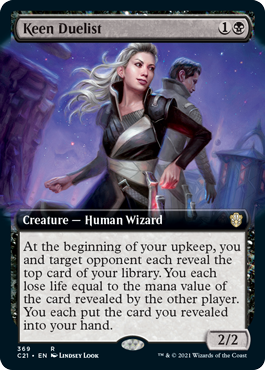 Keen Duelist 1
Creature — Human Wizard
At the beginning of your upkeep, you
and target opponent each reveal the
top card of your library. You each
lose life equal to the mana value of
the card revealed by the other player.
You each put the card you revealed
into your hand.
2/2
369 R
C21 • EN LINDSEY LOOK
™ & © 2021 Wizards of the Coast